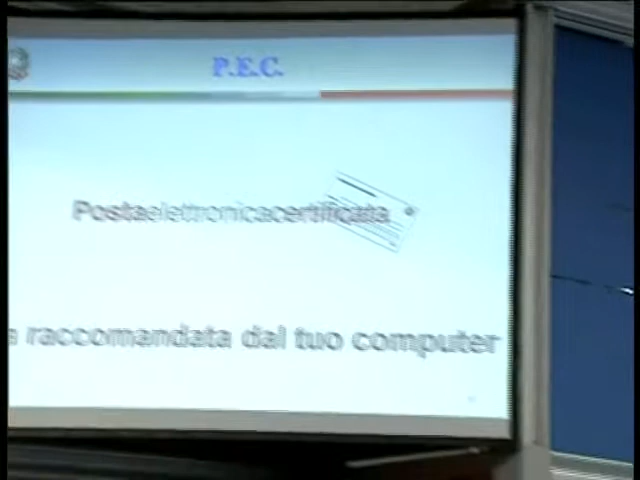 P.E.C.
Postaelettronicacertificata
raccomandata dal tuo computer